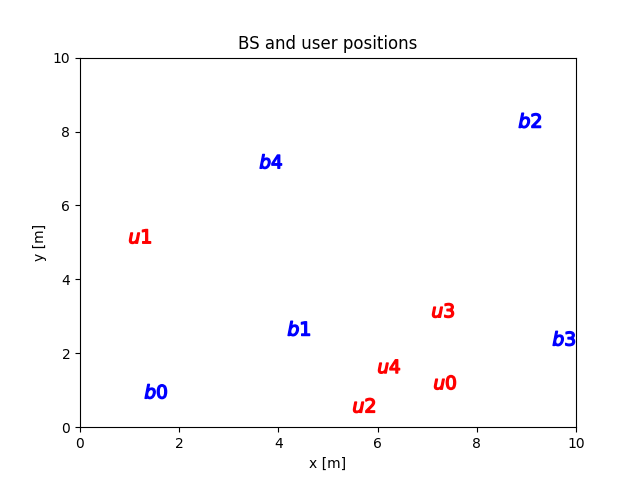 BS and user positions
10
b2
8
b4
y [m]
6
u1
4
u3
b1
b3
2
u4
u0
b0
u2
0
0 2 4 6 8 10
x [m]